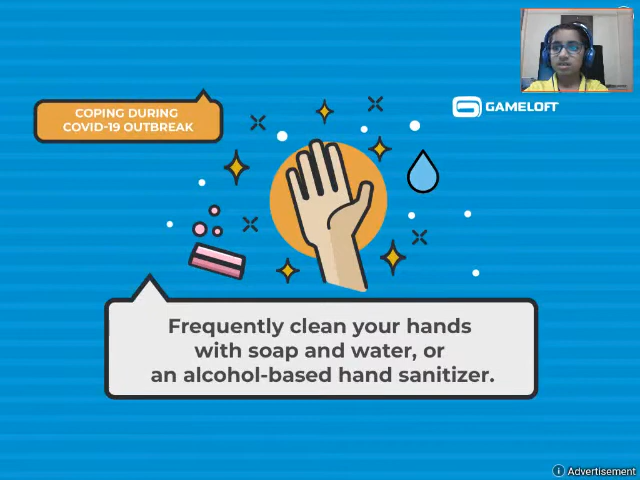 COPING DURING
COVID-19 OUTBREAK
GAMELOFT
Frequently clean your hands
with soap and water, or
an alcohol-based hand sanitizer.
Advertisement